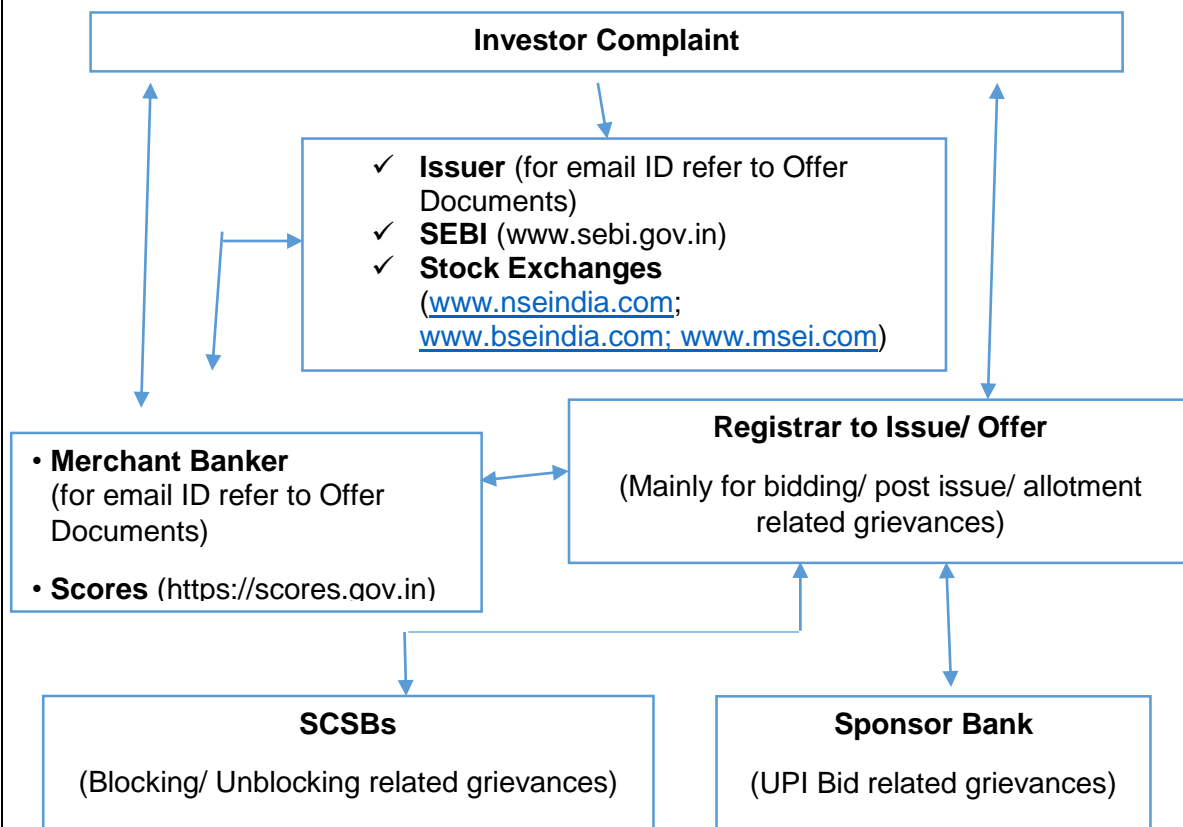 Investor Complaint
✓ Issuer (for email ID refer to Offer
Documents)
✓ SEBI (www.sebi.gov.in)
✓ Stock Exchanges
(www.nseindia.com;
www.bseindia.com; www.msei.com)
• Merchant Banker
(for email ID refer to Offer
Documents)
• Scores (https://scores.gov.in)
Registrar to Issue/ Offer
(Mainly for bidding/ post issue/ allotment
related grievances)
SCSBs
(Blocking/ Unblocking related grievances)
Sponsor Bank
(UPI Bid related grievances)